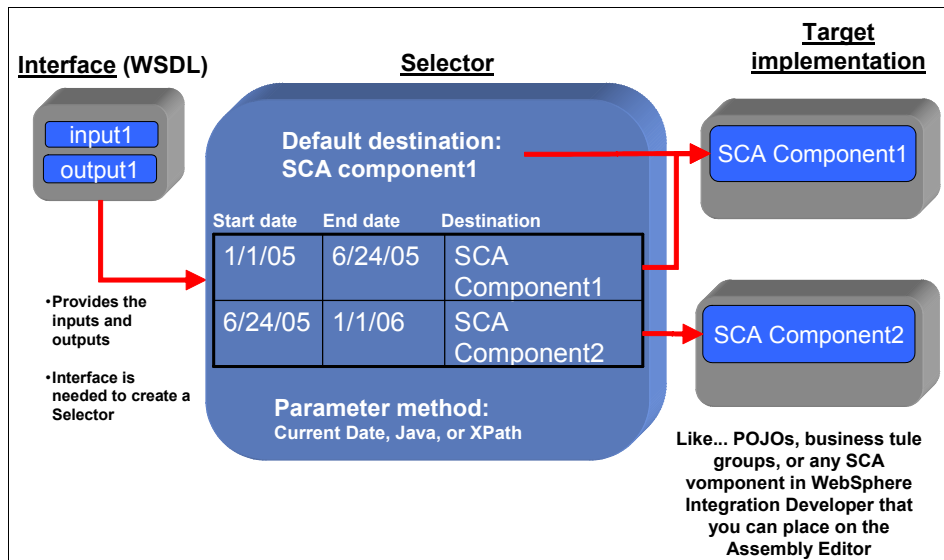 Interface (WSDL)
input1
output1
•Provides the
inputs and
outputs
•Interface is
needed to create a
Selector
Selector
Default destination:
SCA component1
Start date End date Destination
1/1/05 6/24/05 SCA
Component1
6/24/05 1/1/06 SCA
Component2
Parameter method:
Current Date, Java, or XPath
Target
implementation
SCA Component1
SCA Component2
Like... POJOs, business tule
groups, or any SCA
vomponent in WebSphere
Integration Developer that
you can place on the
Assembly Editor